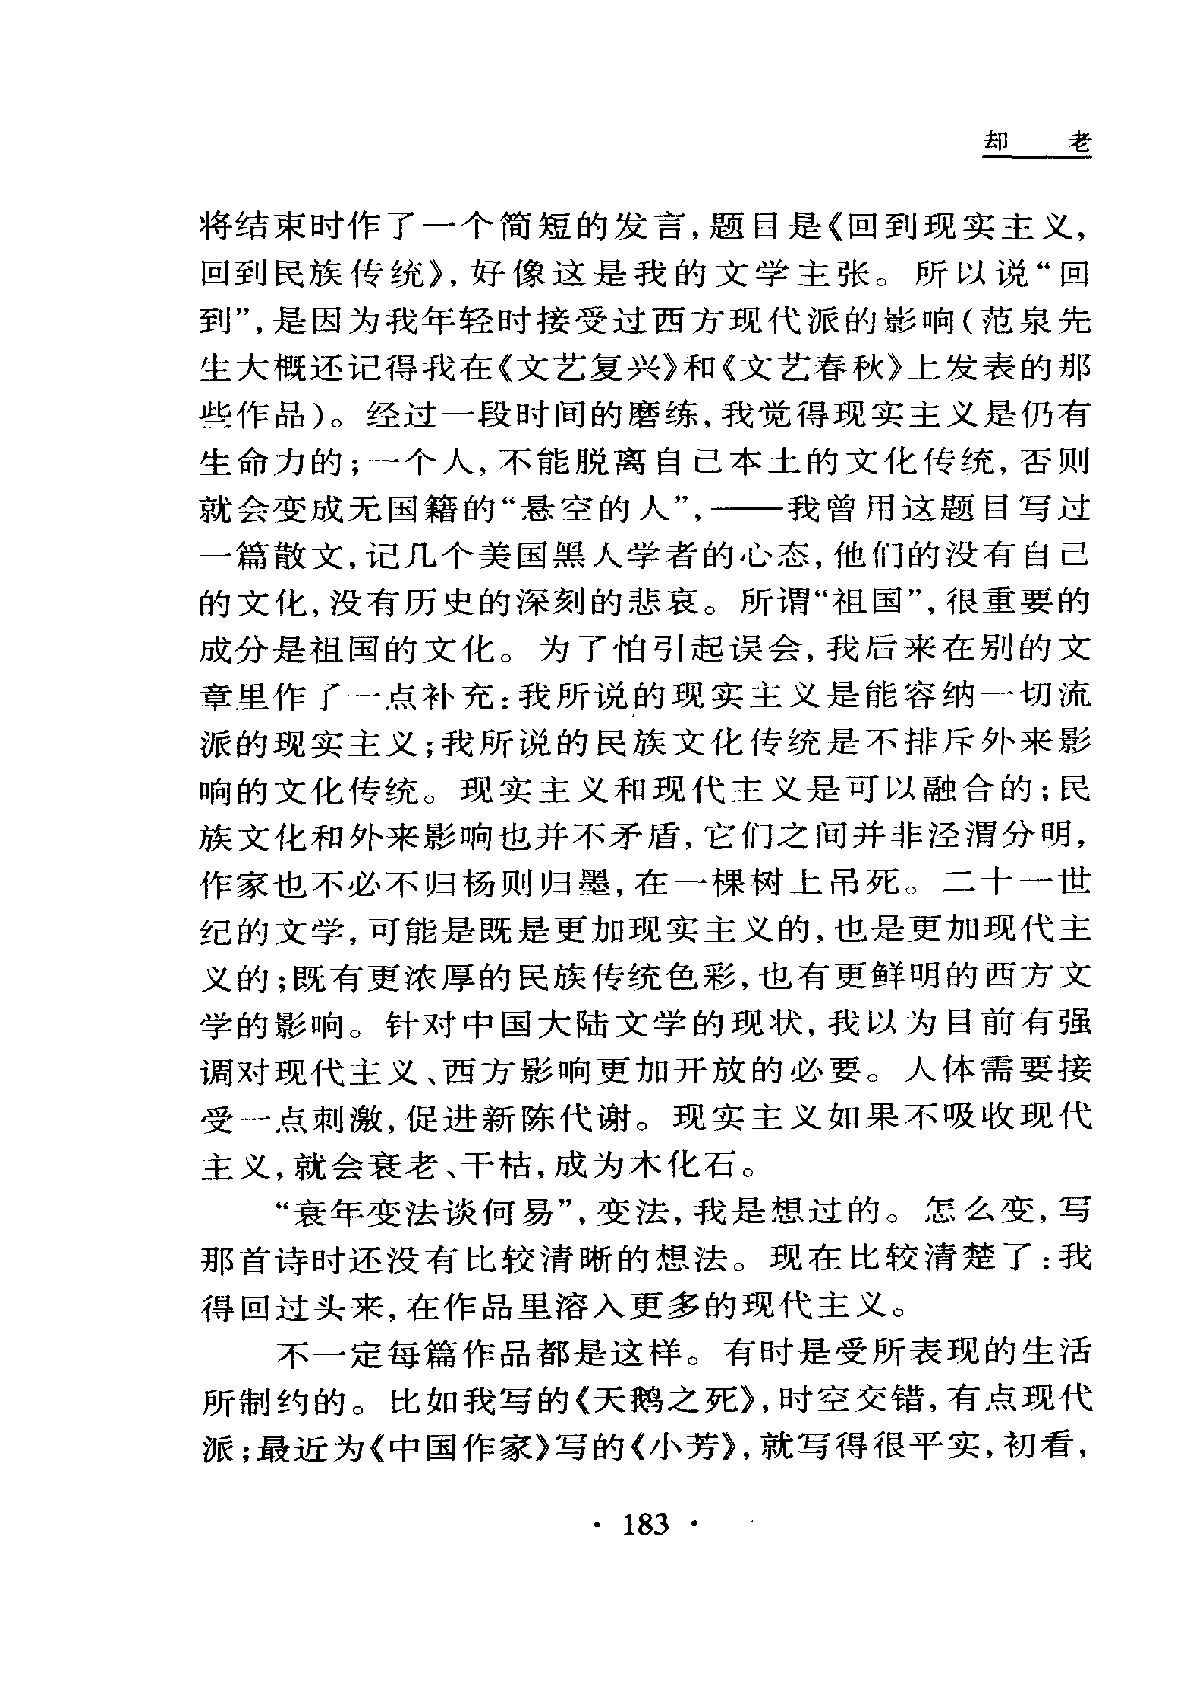 却　老
将结束时作了一个简短的发言,题目是《回到现实主义,
回到民族传统》,好像这是我的文学主张。所以说“回
到”,是因为我年轻时接受过西方现代派的影响(范泉先
生大概还记得我在《文艺复兴》和《文艺春秋》上发表的那
些作品)。经过一段时间的磨练,我觉得现实主义是仍有
生命力的;一个人,不能脱离自己本土的文化传统,否则
就会变成无国籍的“悬空的人”,——我曾用这题目写过
一篇散文,记几个美国黑人学者的心态,他们的没有自己
的文化,没有历史的深刻的悲哀。所谓“祖国”,很重要的
成分是祖国的文化。为了怕引起误会,我后来在别的文
章里作了一点补充:我所说的现实主义是能容纳一切流
派的现实主义;我所说的民族文化传统是不排斥外来影
响的文化传统。现实主义和现代主义是可以融合的;民
族文化和外来影响也并不矛盾,它们之间并非泾渭分明,
作家也不必不归杨则归墨,在一棵树上吊死。二十一世
纪的文学,可能是既是更加现实主义的,也是更加现代主
义的;既有更浓厚的民族传统色彩,也有更鲜明的西方文
学的影响。针对中国大陆文学的现状,我以为目前有强
调对现代主义、西方影响更加开放的必要。人体需要接
受一点刺激,促进新陈代谢。现实主义如果不吸收现代
主义,就会衰老、干枯,成为木化石。
“衰年变法谈何易”,变法,我是想过的。怎么变,写
那首诗时还没有比较清晰的想法。现在比较清楚了:我
得回过头来,在作品里溶入更多的现代主义。
不一定每篇作品都是这样。有时是受所表现的生活
所制约的。比如我写的《天鹅之死》,时空交错,有点现代
派;最近为《中国作家》写的《小芳》,就写得很平实,初看,
· 183 ·